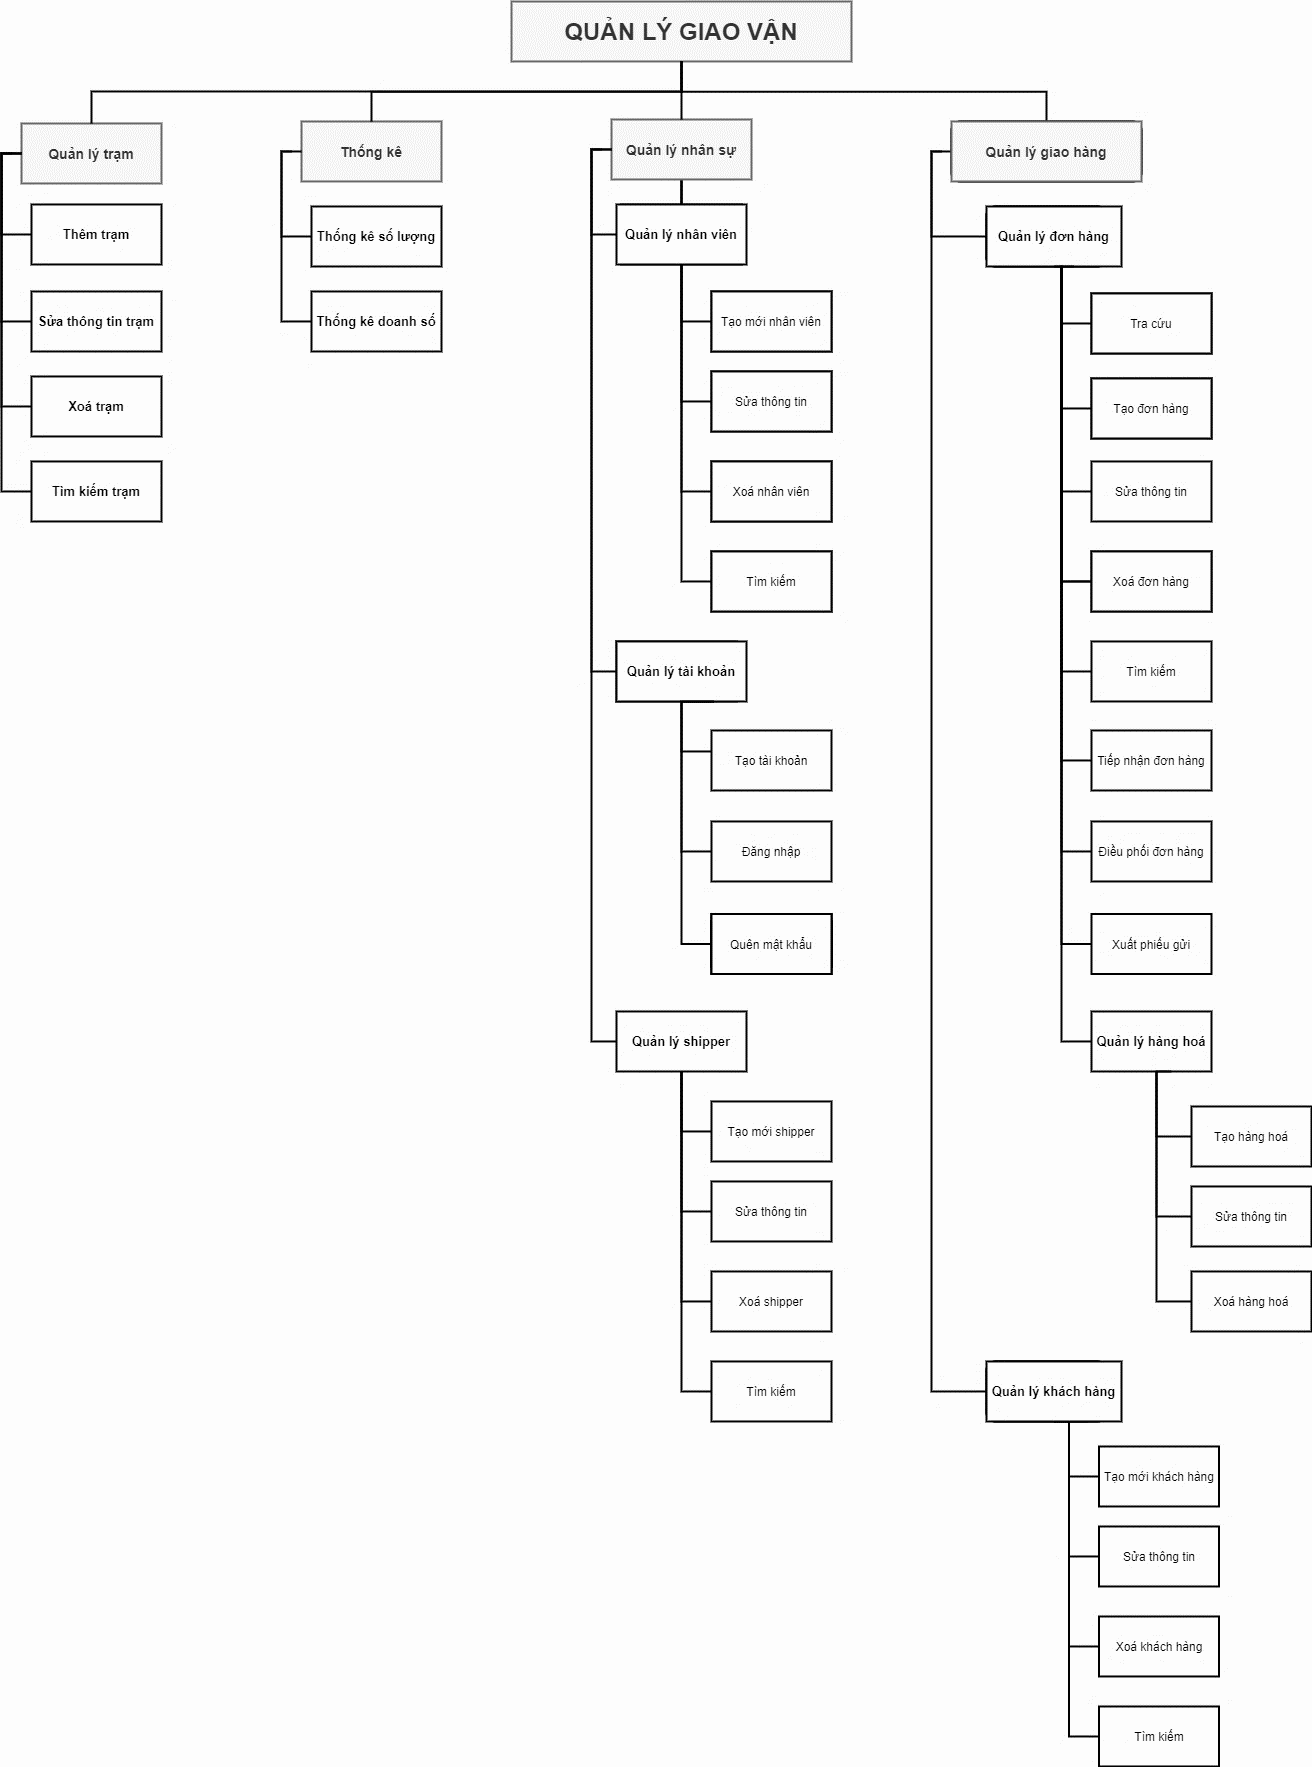 QUẢN LÝ GIAO VẬN
Quản lý trạm
Thêm trạm
Sửa thông tin trạm
Xoá trạm
Tìm kiếm trạm
Thống kê
Thống kê số lượng
Thống kê doanh số
Quản lý nhân sự
Quản lý nhân viên
Tạo mới nhân viên
Sửa thông tin
Xoá nhân viên
Tìm kiếm
Quản lý tài khoản
Tạo tài khoản
Đăng nhập
Quên mật khẩu
Quản lý shipper
Tạo mới shipper
Sửa thông tin
Xoá shipper
Tìm kiếm
Quản lý giao hàng
Quản lý đơn hàng
Tra cứu
Tạo đơn hàng
Sửa thông tin
Xoá đơn hàng
Tìm kiếm
Tiếp nhận đơn hàng
Điều phối đơn hàng
Xuất phiếu gửi
Quản lý hàng hoá
Tạo hàng hoá
Sửa thông tin
Xoá hàng hoá
Quản lý khách hàng
Tạo mới khách hàng
Sửa thông tin
Xoá khách hàng
Tìm kiếm